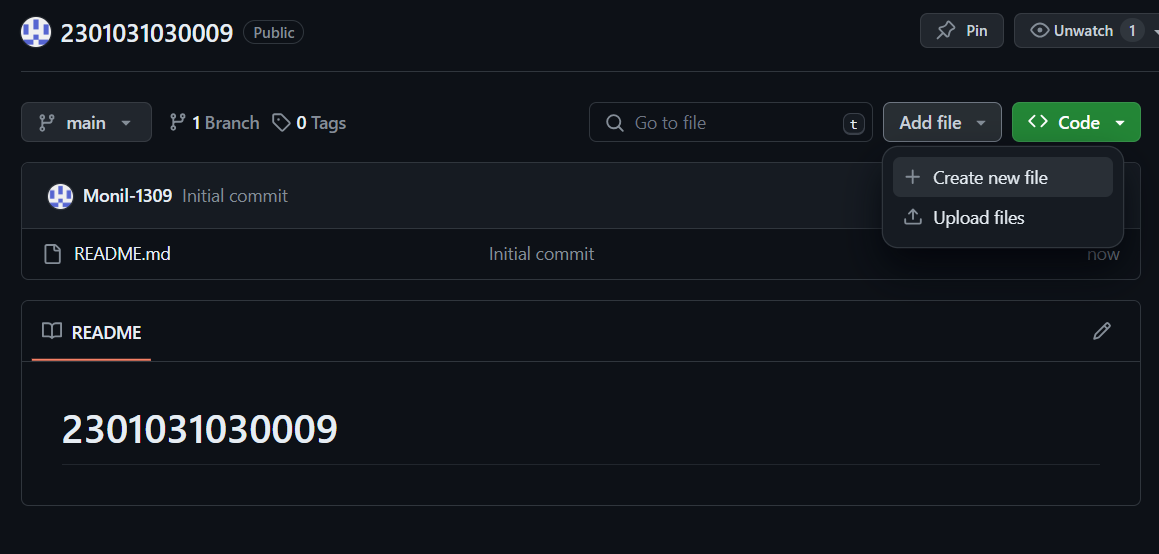 2301031030009 Public Pin Unwatch 1
main 1 Branch 0 Tags Go to file t Add file <> Code
Create new file
Monil-1309 Initial commit
Upload files
README.md Initial commit now
README
2301031030009